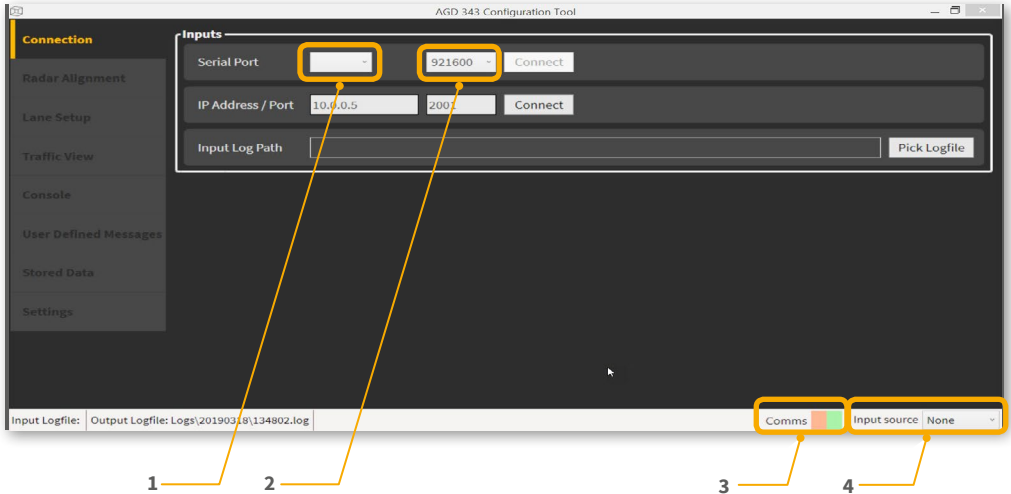 AGD 343 Configuration Tool
Connection
Radar Alignment
Lane Setup
Traffic View
Console
User Defined Messages
Stored Data
Settings
Inputs
Serial Port 921600 Connect
IP Address / Port 10.0.0.5 2001 Connect
Input Log Path Pick Logfile
Input Logfile: Output Logfile: Logs\20190318\134802.log Comms Input source None
1 2 3 4